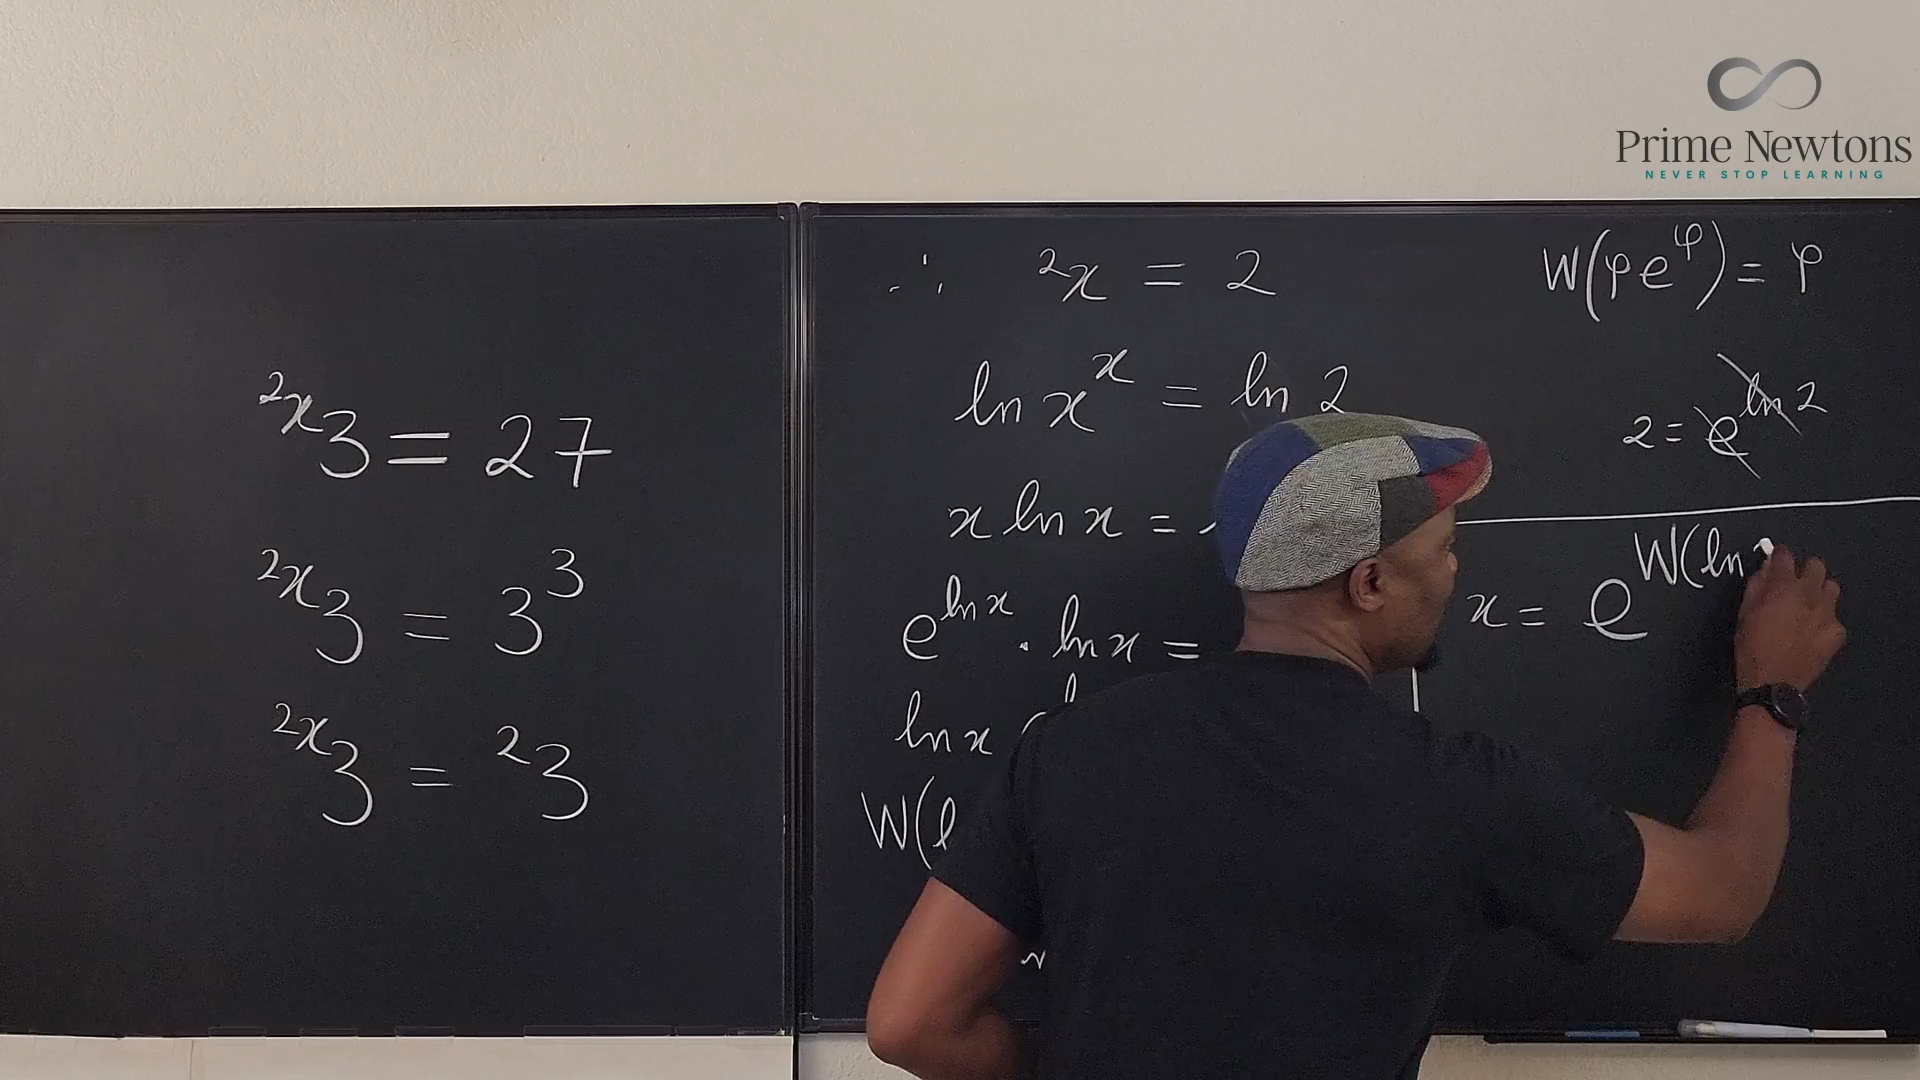 Prime Newtons
NEVER STOP LEARNING
²ˣ3 = 27
²ˣ3 = 3³
²ˣ3 = ²3
∴ ²x = 2
ln xˣ = ln 2
x ln x =
e^(ln x) · ln x =
ln x
W(
W(φe^φ) = φ
2 = e^(ln 2)
x = e^(W(ln